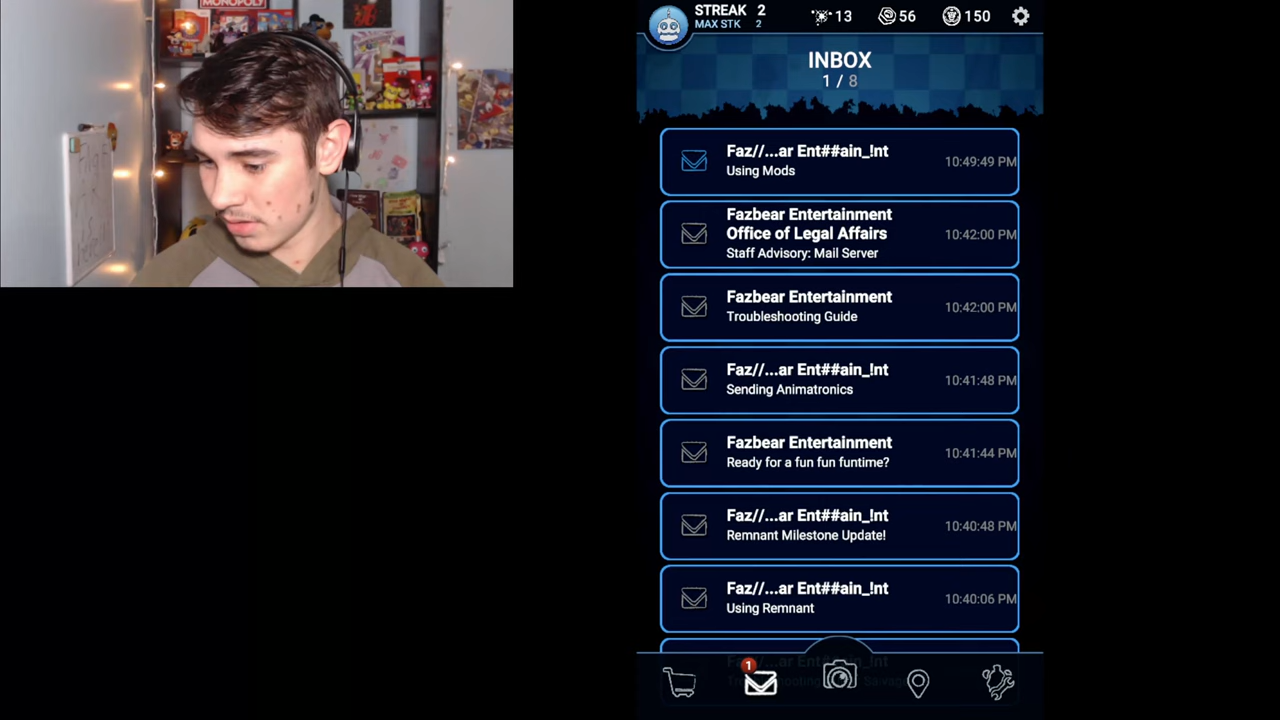 MONOPOLY
STREAK 2
MAX STK 2
13
56
150
INBOX
1 / 8
Faz//...ar Ent##ain_!nt
Using Mods
10:49:49 PM
Fazbear Entertainment
Office of Legal Affairs
Staff Advisory: Mail Server
10:42:00 PM
Fazbear Entertainment
Troubleshooting Guide
10:42:00 PM
Faz//...ar Ent##ain_!nt
Sending Animatronics
10:41:48 PM
Fazbear Entertainment
Ready for a fun fun funtime?
10:41:44 PM
Faz//...ar Ent##ain_!nt
Remnant Milestone Update!
10:40:48 PM
Faz//...ar Ent##ain_!nt
Using Remnant
10:40:06 PM
1